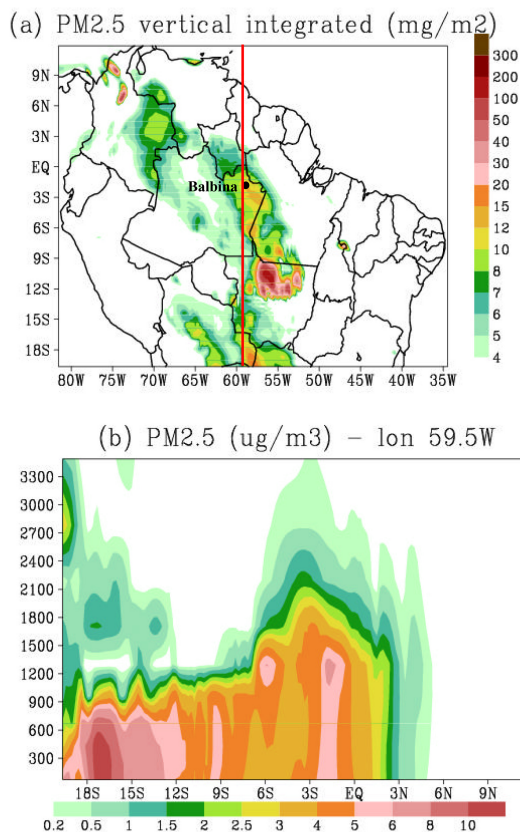 (a) PM2.5 vertical integrated (mg/m2)
9N
6N
3N
EQ
3S
6S
9S
12S
15S
18S
Balbina
80W 75W 70W 65W 60W 55W 50W 45W 40W 35W
300
200
100
50
40
30
20
15
12
10
8
7
6
5
4
(b) PM2.5 (ug/m3) – lon 59.5W
3300
3000
2700
2400
2100
1800
1500
1200
900
600
300
18S 15S 12S 9S 6S 3S EQ 3N 6N 9N
0.2 0.5 1 1.5 2 2.5 3 4 5 6 8 10